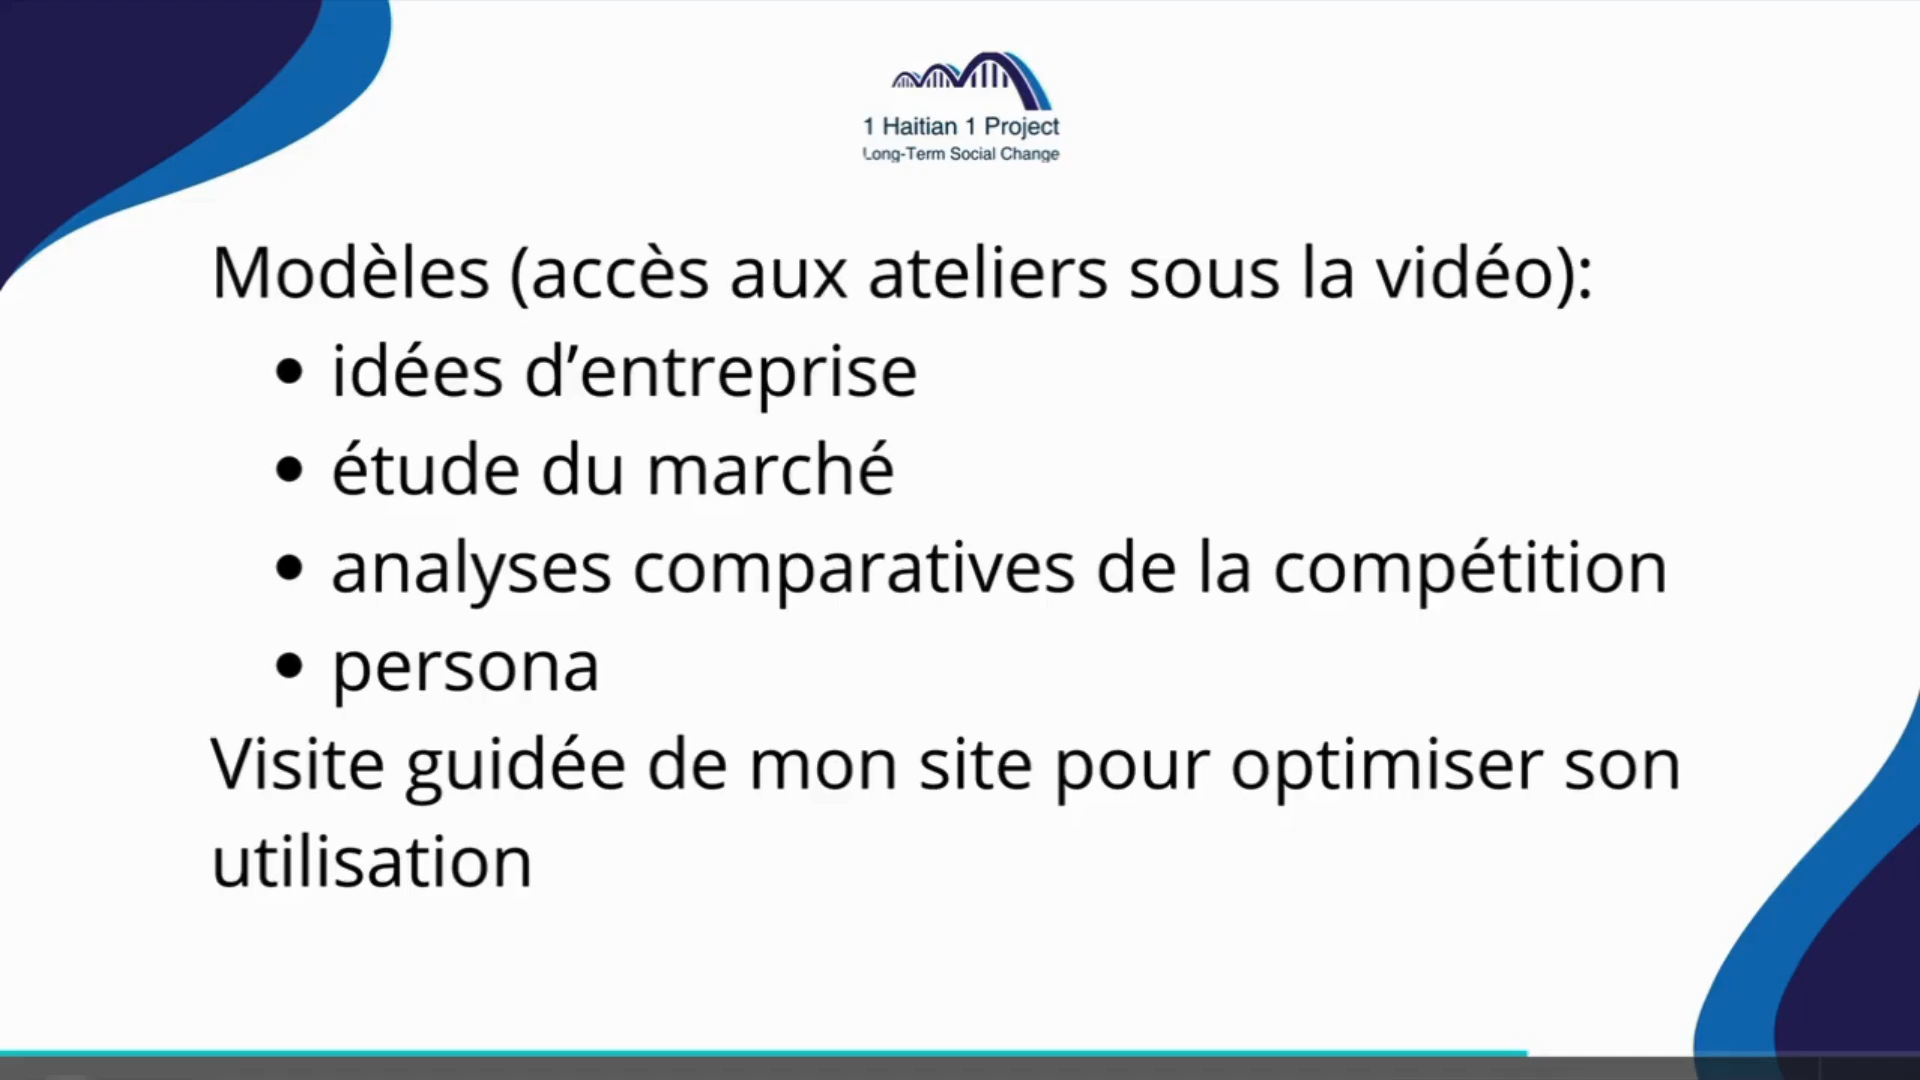 1 Haitian 1 Project
Long-Term Social Change
Modèles (accès aux ateliers sous la vidéo):
• idées d’entreprise
• étude du marché
• analyses comparatives de la compétition
• persona
Visite guidée de mon site pour optimiser son
utilisation